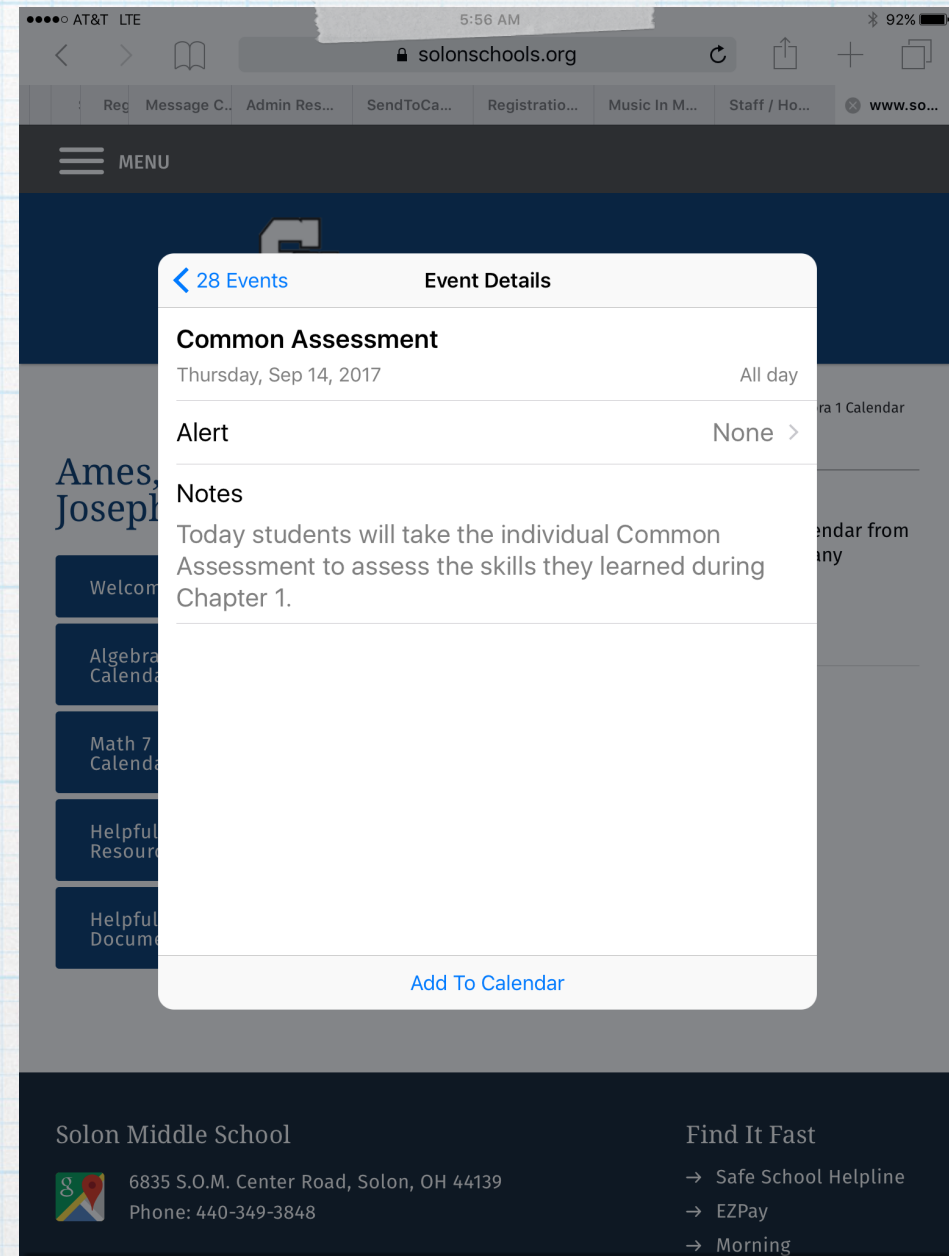 AT&T LTE 5:56 AM 92%
solonschools.org
Reg Message C... Admin Res... SendToCa... Registratio... Music In M... Staff / Ho... www.so...
MENU
28 Events Event Details
Common Assessment
Thursday, Sep 14, 2017 All day
ra 1 Calendar
Alert None
Ames,
Joseph
Notes
Today students will take the individual Common
Assessment to assess the skills they learned during
Chapter 1.
endar from
any
Welcom
Algebra
Calenda
Math 7
Calenda
Helpful
Resourc
Helpful
Docume
Add To Calendar
Solon Middle School Find It Fast
6835 S.O.M. Center Road, Solon, OH 44139
Phone: 440-349-3848
→ Safe School Helpline
→ EZPay
→ Morning